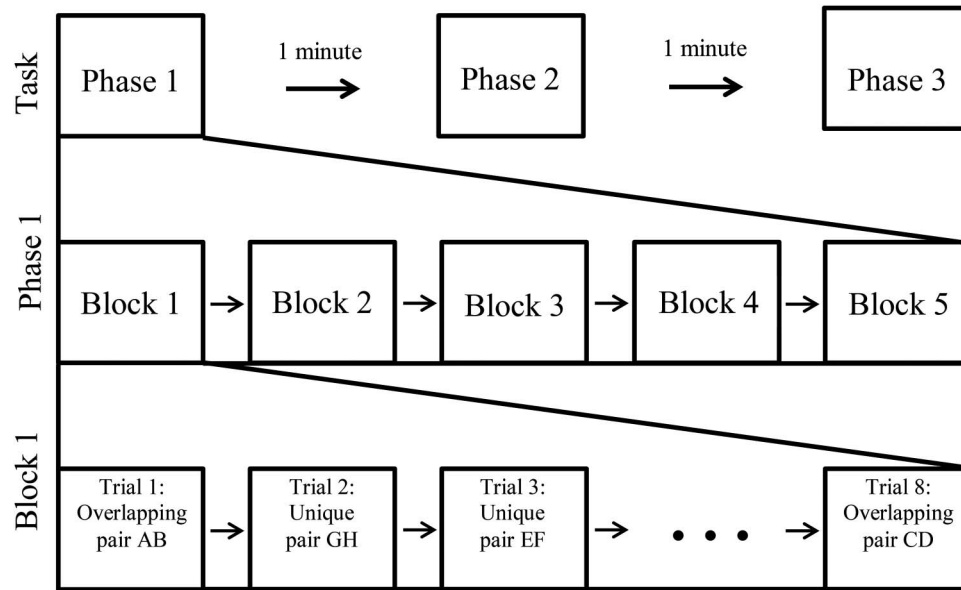 Task
Phase 1
1 minute
Phase 2
1 minute
Phase 3
Phase 1
Block 1
Block 2
Block 3
Block 4
Block 5
Block 1
Trial 1:
Overlapping
pair AB
Trial 2:
Unique
pair GH
Trial 3:
Unique
pair EF
• • •
Trial 8:
Overlapping
pair CD